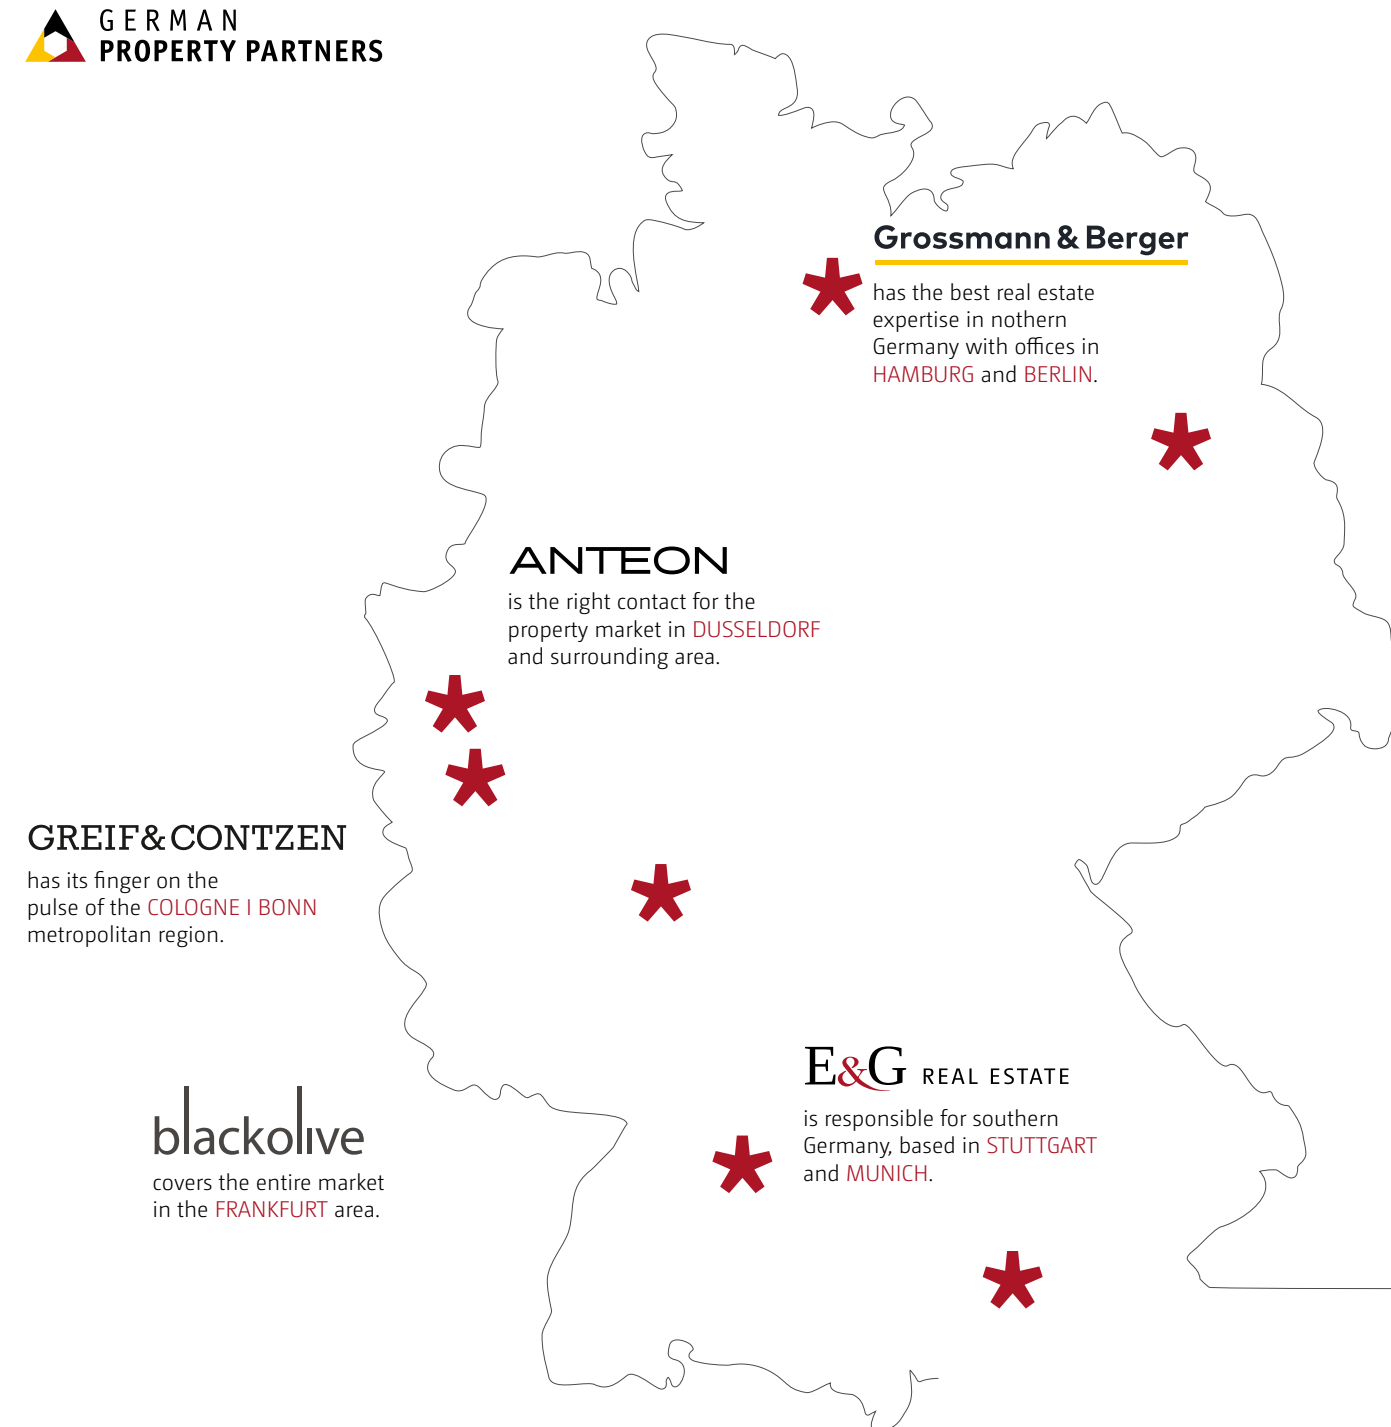 GERMAN
PROPERTY PARTNERS
Grossmann & Berger
has the best real estate
expertise in nothern
Germany with offices in
HAMBURG and BERLIN.
ANTEON
is the right contact for the
property market in DUSSELDORF
and surrounding area.
GREIF&CONTZEN
has its finger on the
pulse of the COLOGNE I BONN
metropolitan region.
E&G REAL ESTATE
is responsible for southern
Germany, based in STUTTGART
and MUNICH.
blackolive
covers the entire market
in the FRANKFURT area.